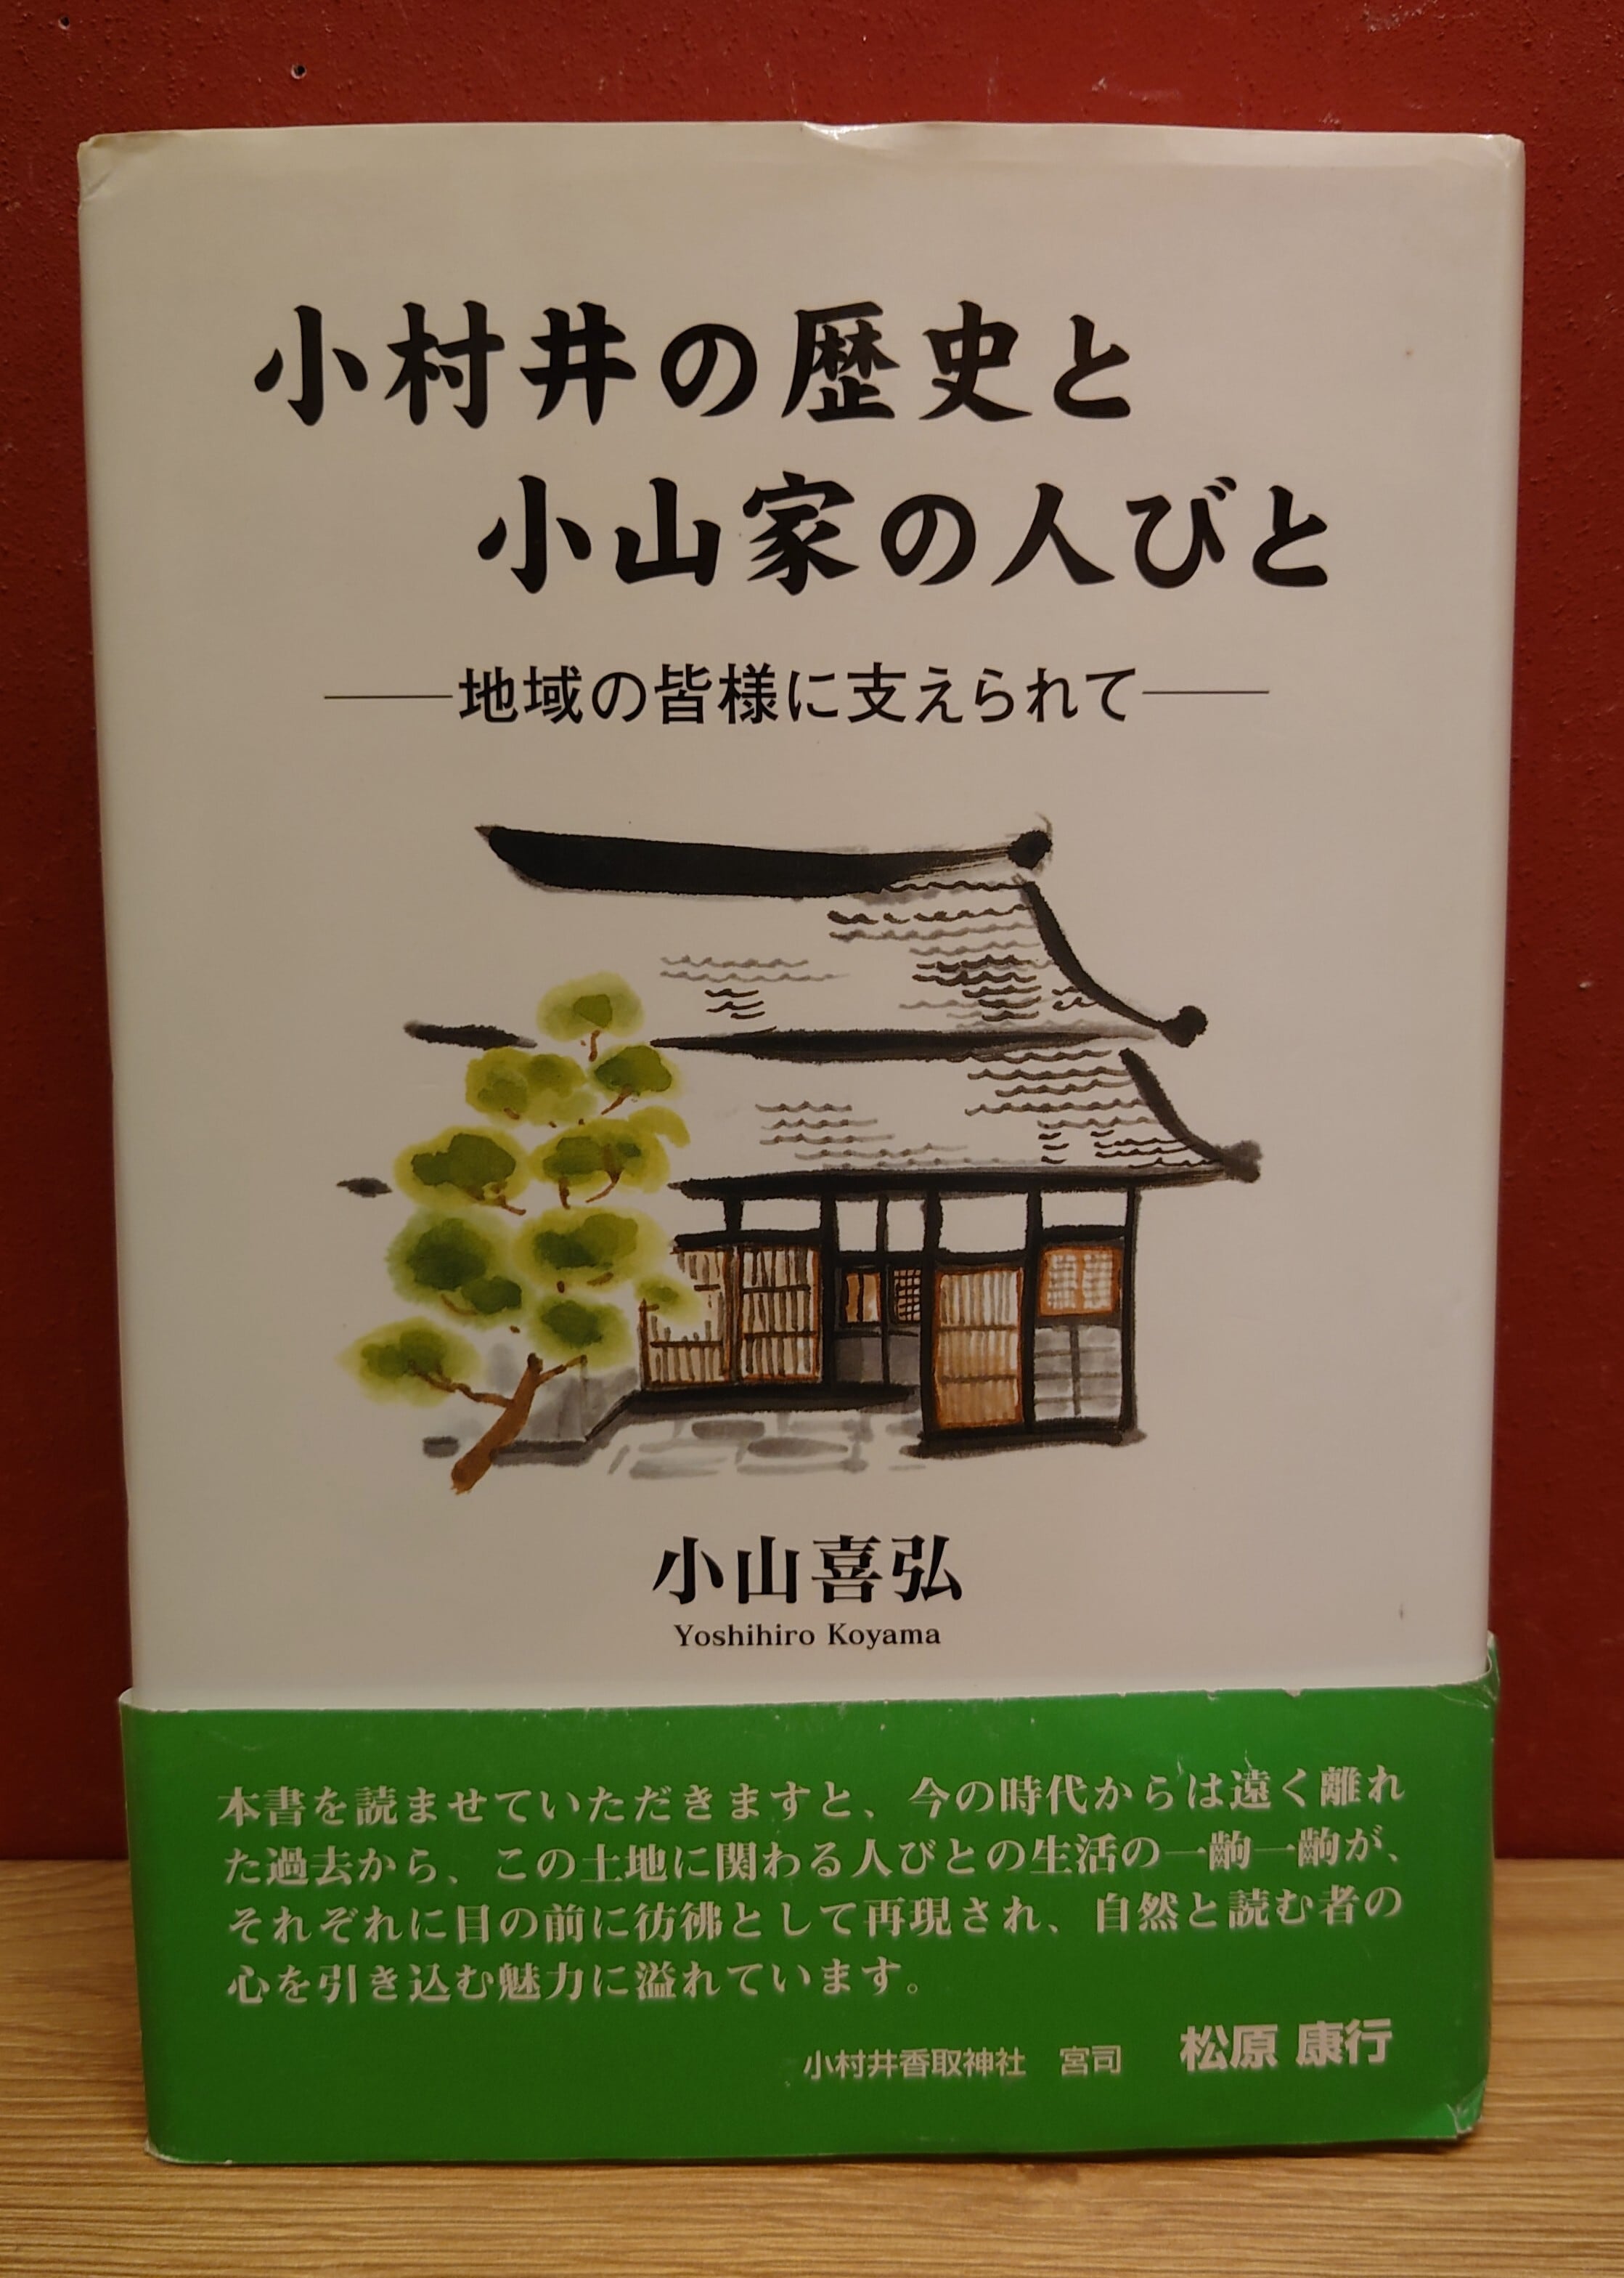 小村井の歴史と
小山家の人びと
――地域の皆様に支えられて――
小山喜弘
Yoshihiro Koyama
本書を読ませていただきますと、今の時代からは遠く離れ
た過去から、この土地に関わる人びとの生活の一齣一齣が、
それぞれに目の前に彷彿として再現され、自然と読む者の
心を引き込む魅力に溢れています。
小村井香取神社　宮司　松原 康行